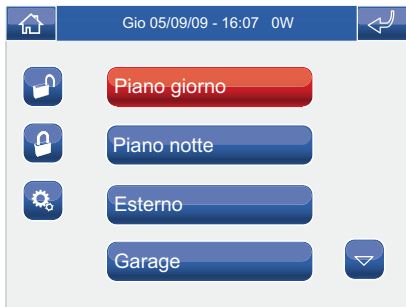 Gio 05/09/09 - 16:07 0W
Piano giorno
Piano notte
Esterno
Garage